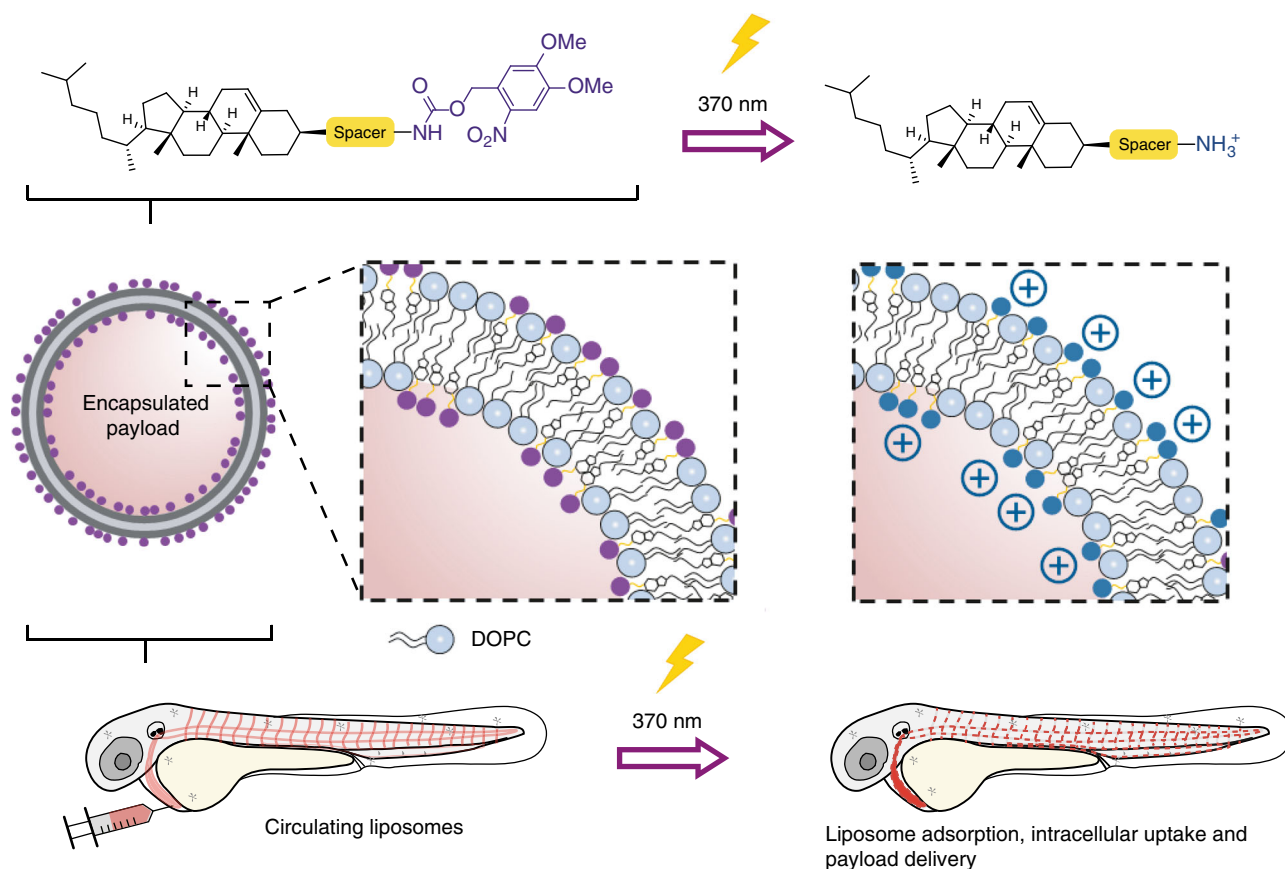 OMe
OMe
O
O
NH
O₂N
H
H
H
H
Spacer
370 nm
H
H
H
H
Spacer
NH₃⁺
Encapsulated
payload
+
+
+
+
+
+
+
+
DOPC
370 nm
Circulating liposomes
Liposome adsorption, intracellular uptake and
payload delivery